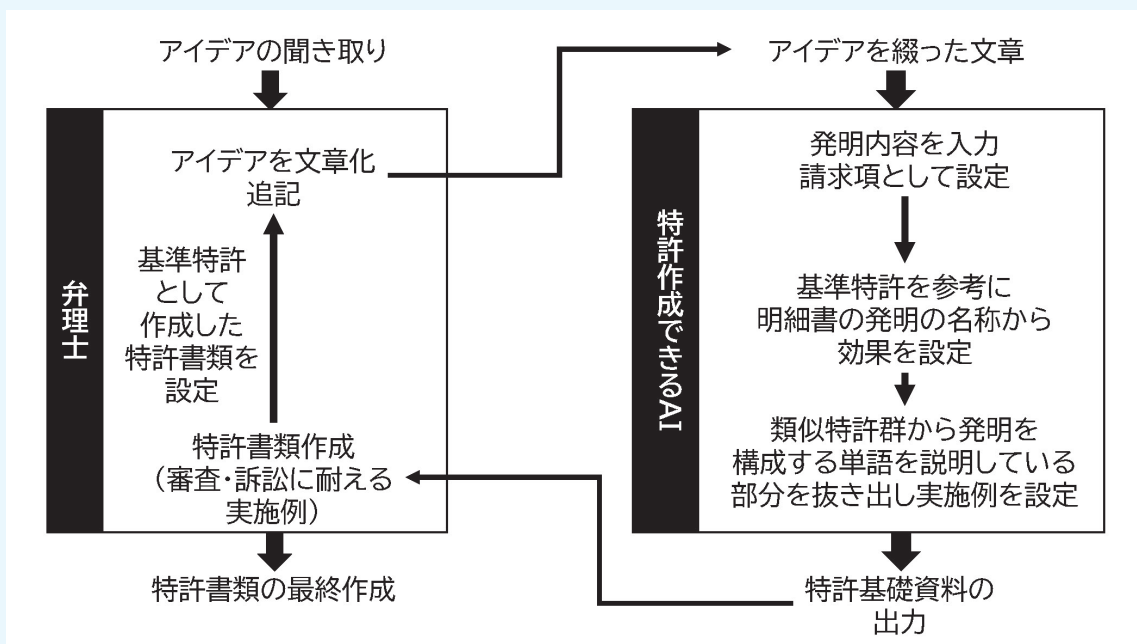 アイデアの聞き取り
弁理士
アイデアを文章化
追記
基準特許
として
作成した
特許書類を
設定
特許書類作成
（審査・訴訟に耐える
実施例）
特許書類の最終作成
アイデアを綴った文章
特許作成できるAI
発明内容を入力
請求項として設定
基準特許を参考に
明細書の発明の名称から
効果を設定
類似特許群から発明を
構成する単語を説明している
部分を抜き出し実施例を設定
特許基礎資料の
出力